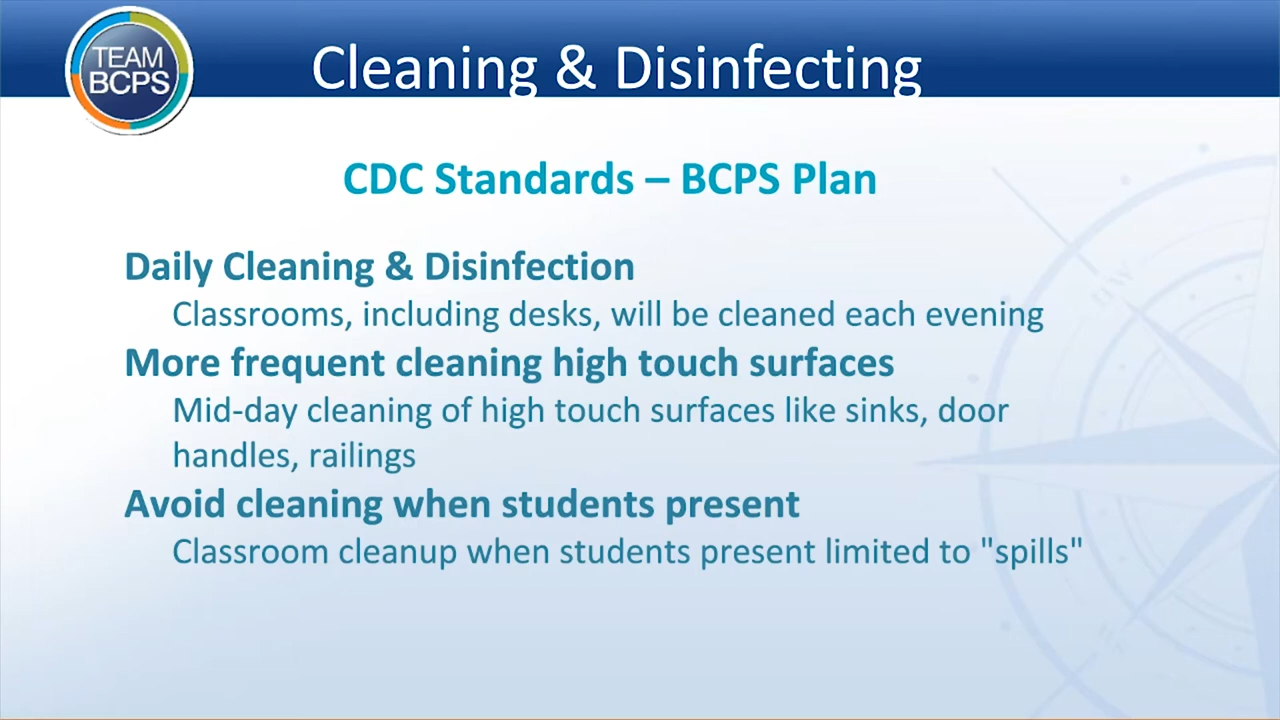 TEAM
BCPS
Cleaning & Disinfecting
CDC Standards – BCPS Plan
Daily Cleaning & Disinfection
Classrooms, including desks, will be cleaned each evening
More frequent cleaning high touch surfaces
Mid-day cleaning of high touch surfaces like sinks, door
handles, railings
Avoid cleaning when students present
Classroom cleanup when students present limited to "spills"
NW